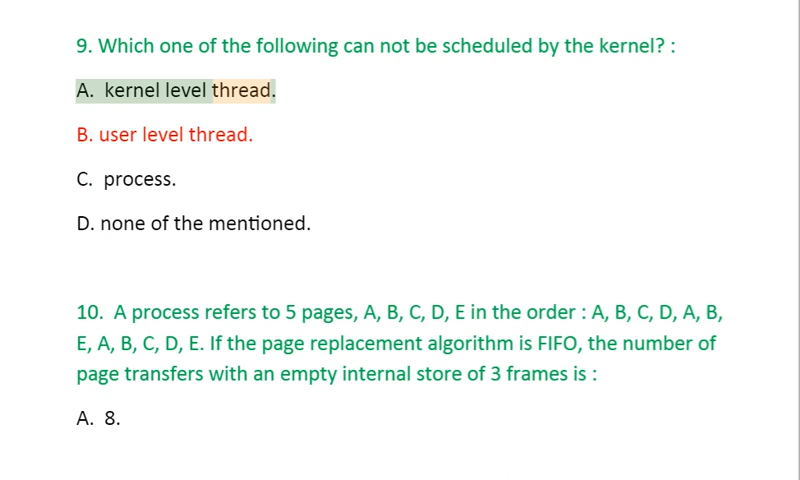 9. Which one of the following can not be scheduled by the kernel? :
A. kernel level thread.
B. user level thread.
C. process.
D. none of the mentioned.
10. A process refers to 5 pages, A, B, C, D, E in the order : A, B, C, D, A, B,
E, A, B, C, D, E. If the page replacement algorithm is FIFO, the number of
page transfers with an empty internal store of 3 frames is :
A. 8.